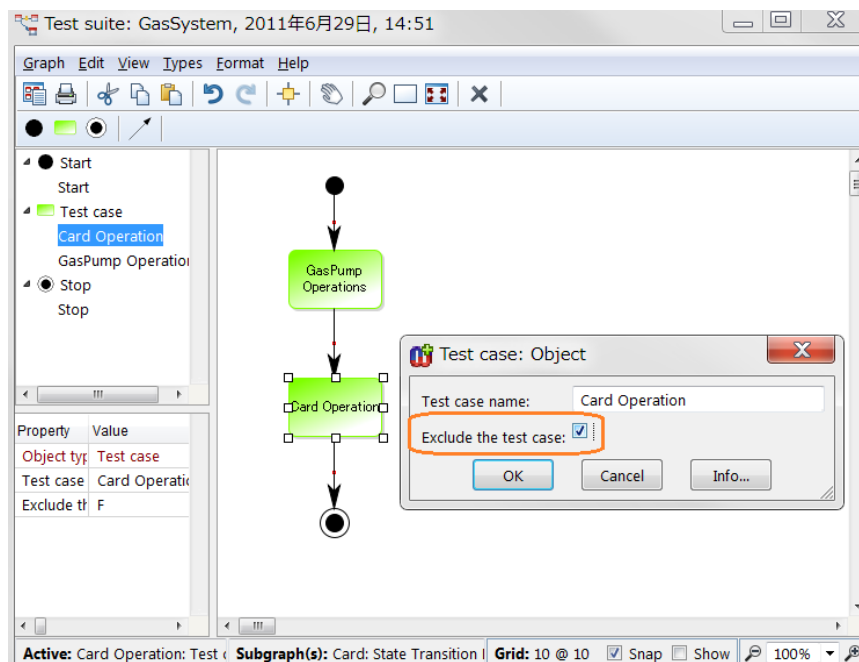 Test suite: GasSystem, 2011年6月29日, 14:51
Graph Edit View Types Format Help
Start
Start
Test case
Card Operation
GasPump Operation
Stop
Stop
GasPump
Operations
Card Operation
Test case: Object
Test case name: Card Operation
Exclude the test case:
OK Cancel Info...
Property Value
Object typ Test case
Test case Card Operatic
Exclude th F
Active: Card Operation: Test c Subgraph(s): Card: State Transition Grid: 10 @ 10 Snap Show 100%